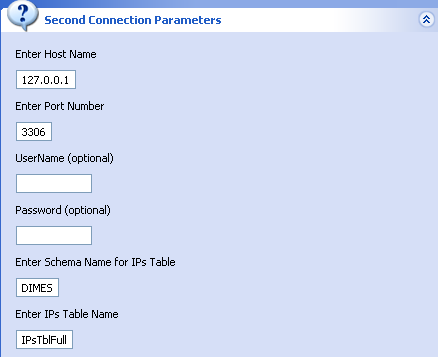 Second Connection Parameters
Enter Host Name
127.0.0.1
Enter Port Number
3306
UserName (optional)
Password (optional)
Enter Schema Name for IPs Table
DIMES
Enter IPs Table Name
IPsTblFull